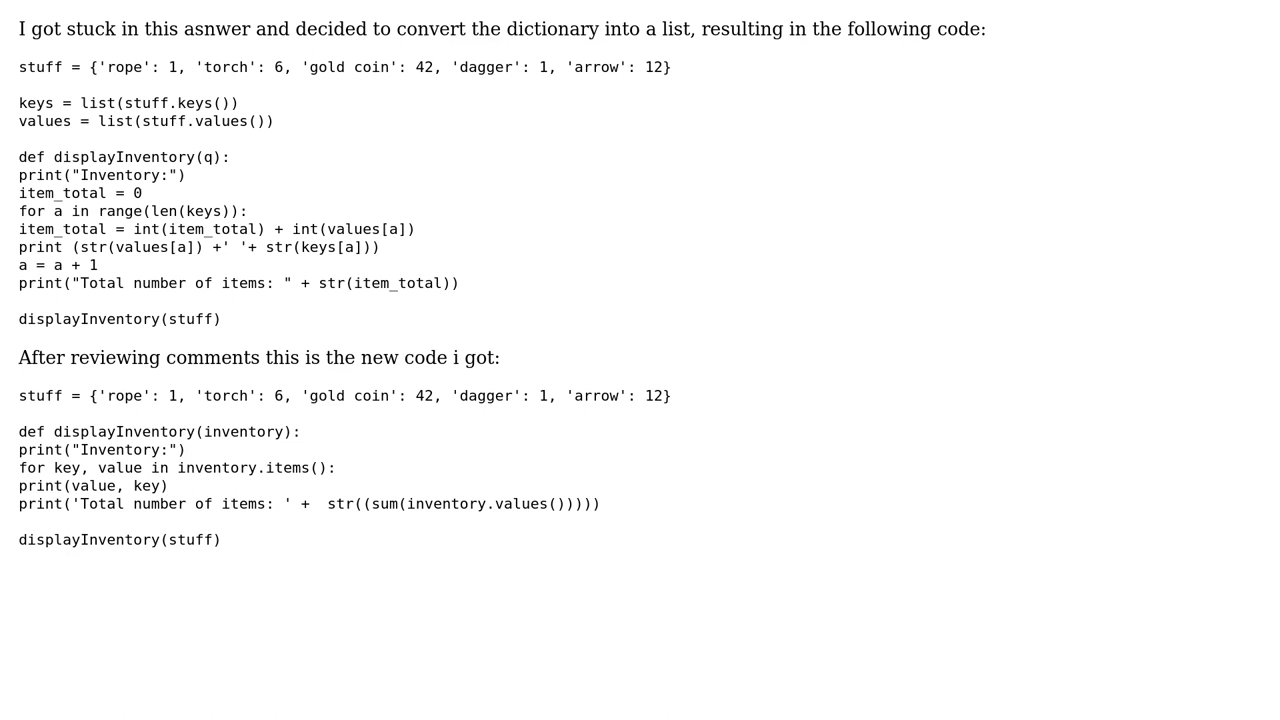 I got stuck in this asnwer and decided to convert the dictionary into a list, resulting in the following code:
stuff = {'rope': 1, 'torch': 6, 'gold coin': 42, 'dagger': 1, 'arrow': 12}
keys = list(stuff.keys())
values = list(stuff.values())
def displayInventory(q):
print("Inventory:")
item_total = 0
for a in range(len(keys)):
item_total = int(item_total) + int(values[a])
print (str(values[a]) +' '+ str(keys[a]))
a = a + 1
print("Total number of items: " + str(item_total))
displayInventory(stuff)
After reviewing comments this is the new code i got:
stuff = {'rope': 1, 'torch': 6, 'gold coin': 42, 'dagger': 1, 'arrow': 12}
def displayInventory(inventory):
print("Inventory:")
for key, value in inventory.items():
print(value, key)
print('Total number of items: ' +  str((sum(inventory.values()))))
displayInventory(stuff)